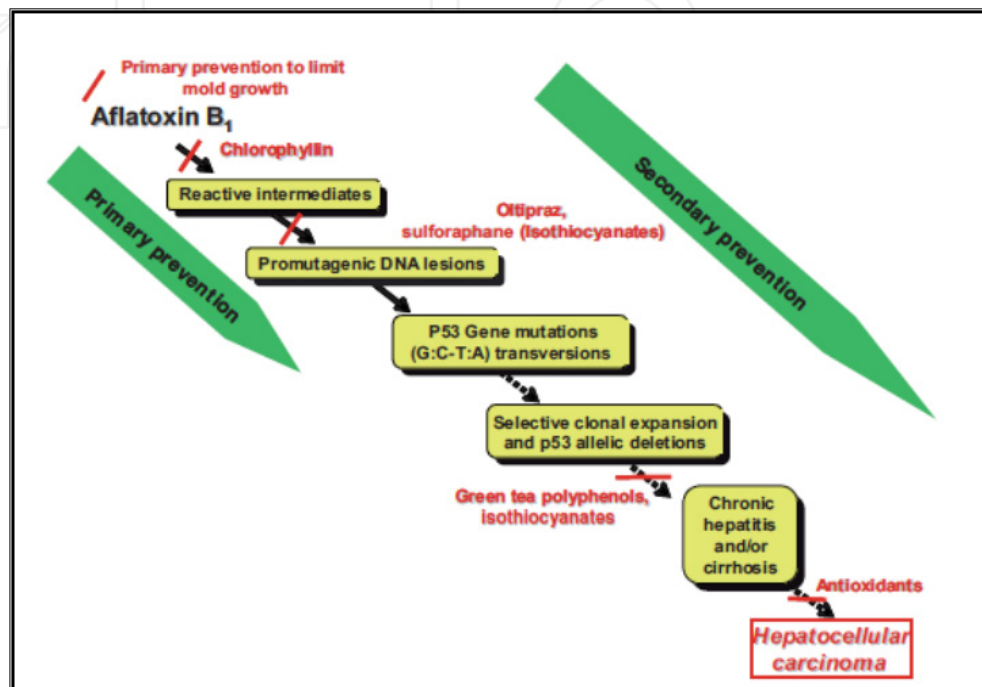 Primary prevention to limit
mold growth
Aflatoxin B₁
Chlorophyllin
Reactive intermediates
Primary prevention
Oltipraz,
sulforaphane (Isothiocyanates)
Secondary prevention
Promutagenic DNA lesions
P53 Gene mutations
(G:C-T:A) transversions
Selective clonal expansion
and p53 allelic deletions
Green tea polyphenols,
isothiocyanates
Chronic
hepatitis
and/or
cirrhosis
Antioxidants
Hepatocellular
carcinoma